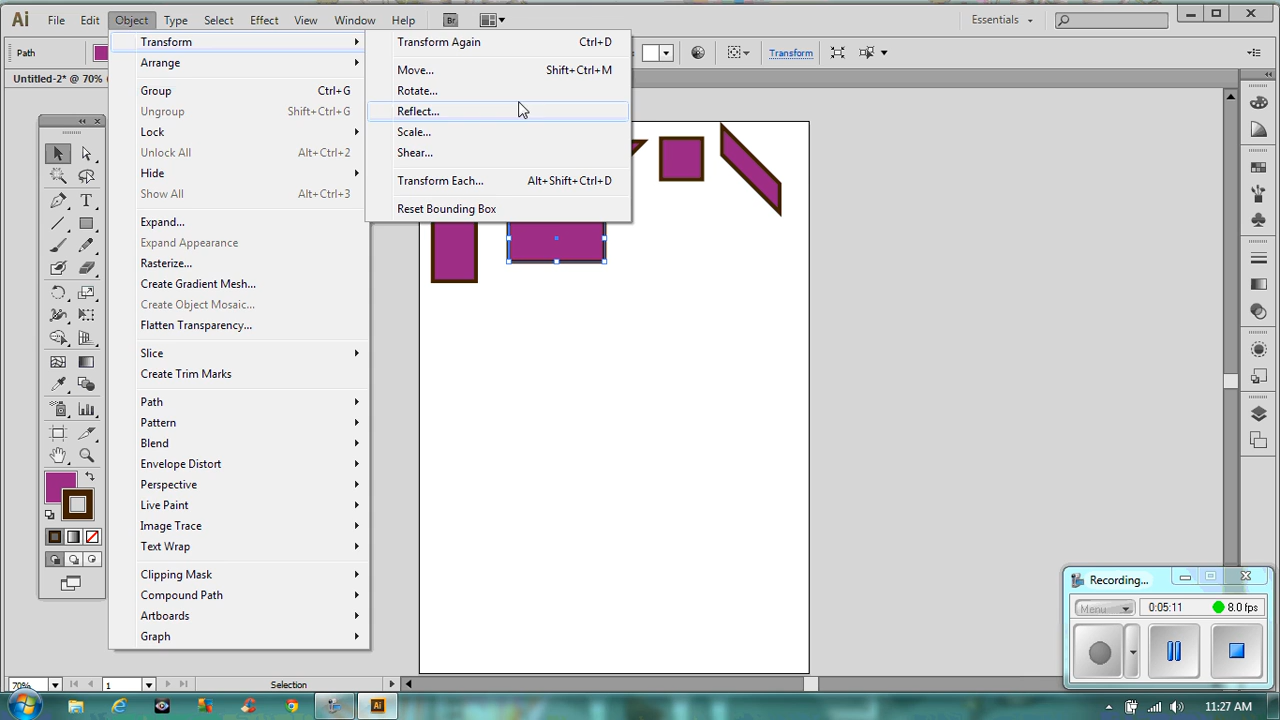 Ai File Edit Object Type Select Effect View Window Help Br Essentials
Path Transform
Untitled-2* @ 70%
Transform
Arrange
Group Ctrl+G
Ungroup Shift+Ctrl+G
Lock
Unlock All Alt+Ctrl+2
Hide
Show All Alt+Ctrl+3
Expand...
Expand Appearance
Rasterize...
Create Gradient Mesh...
Create Object Mosaic...
Flatten Transparency...
Slice
Create Trim Marks
Path
Pattern
Blend
Envelope Distort
Perspective
Live Paint
Image Trace
Text Wrap
Clipping Mask
Compound Path
Artboards
Graph
Transform Again Ctrl+D
Move... Shift+Ctrl+M
Rotate...
Reflect...
Scale...
Shear...
Transform Each... Alt+Shift+Ctrl+D
Reset Bounding Box
T
Recording...
Menu 0:05:11 8.0 fps
70% 1 Selection
Ai 11:27 AM